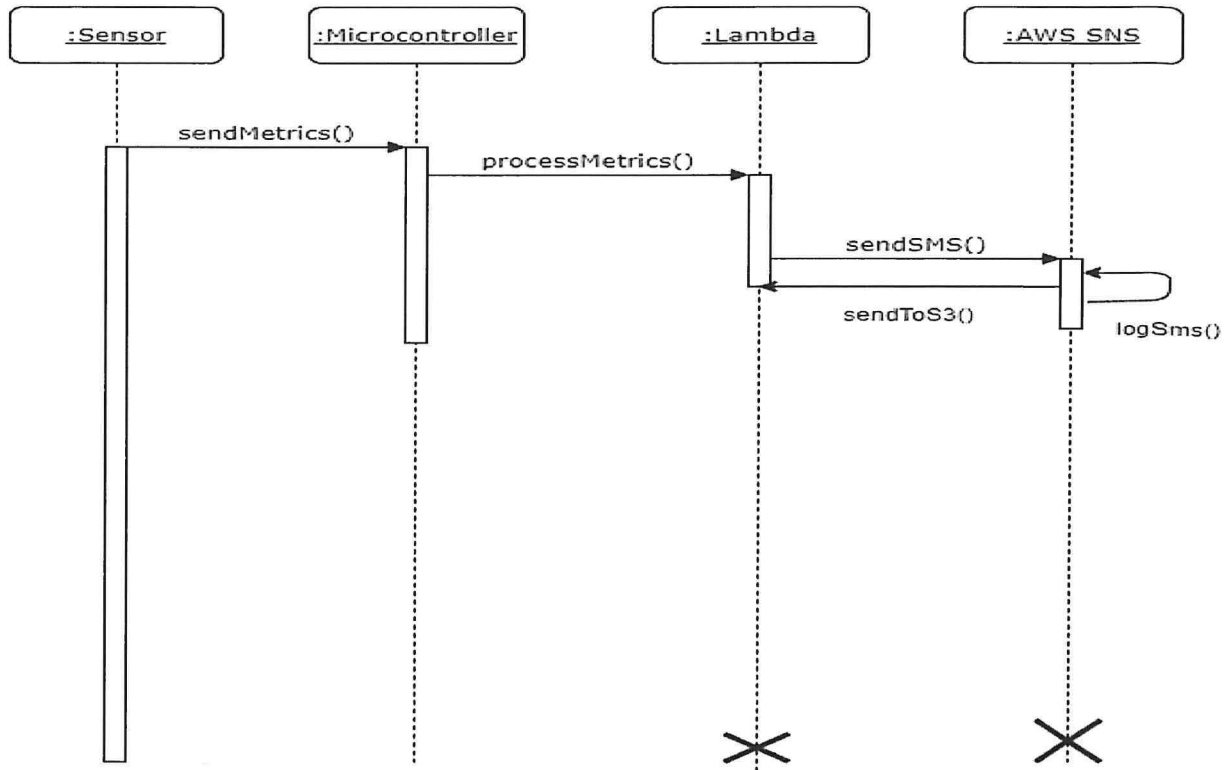 :Sensor
:Microcontroller
:Lambda
:AWS SNS
sendMetrics()
processMetrics()
sendSMS()
sendToS3()
logSms()